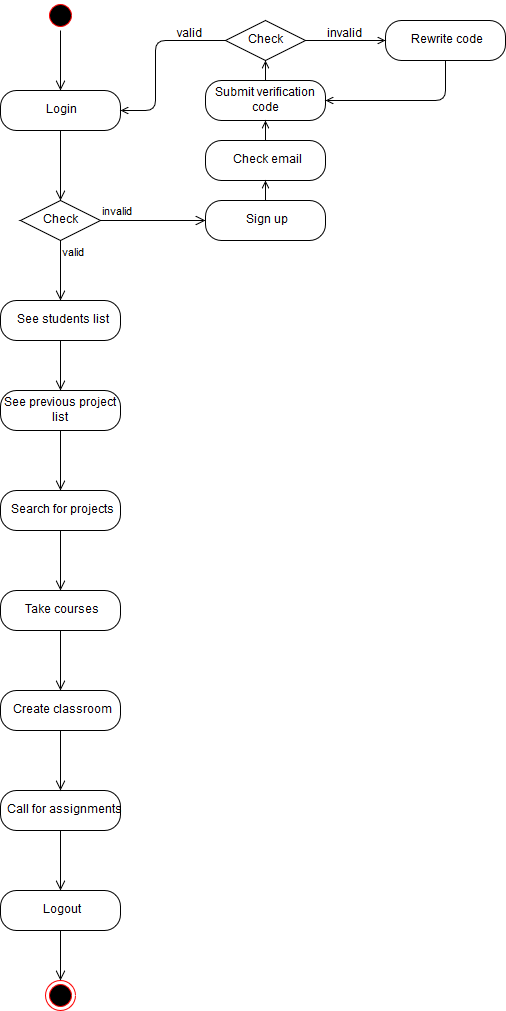 valid
Check
invalid
Rewrite code
Login
Submit verification
code
Check email
Check
invalid
Sign up
valid
See students list
See previous project
list
Search for projects
Take courses
Create classroom
Call for assignments
Logout